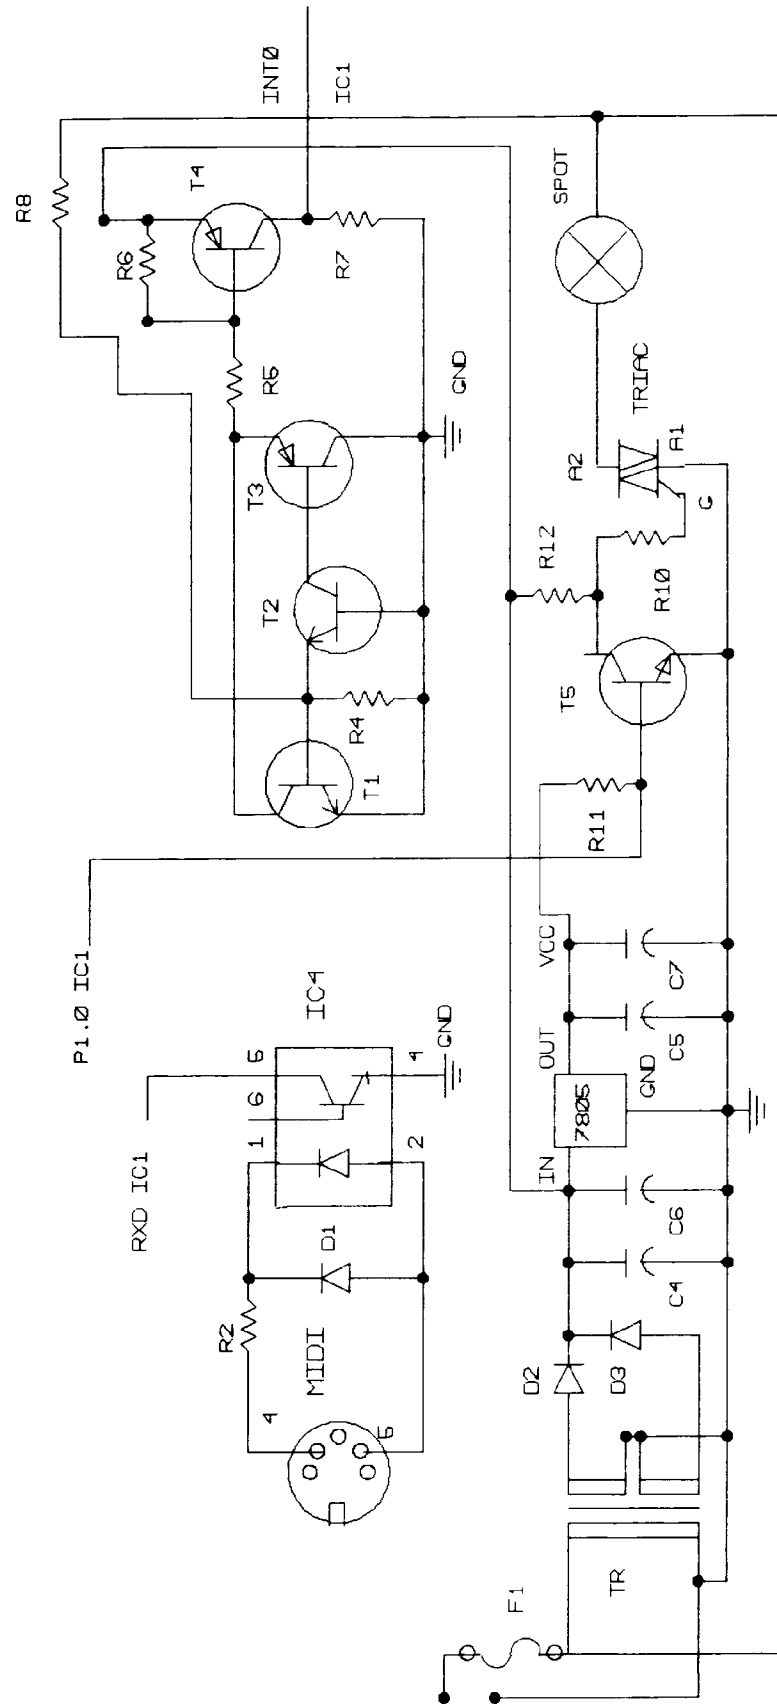 R8
P1.0 IC1
R6
RXD IC1
T4
R2
4
1
6
5
T3
R5
INT0
T2
MIDI
D1
IC4
T1
R4
R7
IC1
5
2
4
GND
GND
F1
D2
IN
OUT
VCC
T5
R12
A2
SPOT
7805
R11
TR
D3
GND
R10
TRIAC
C4
C6
C5
C7
G
A1